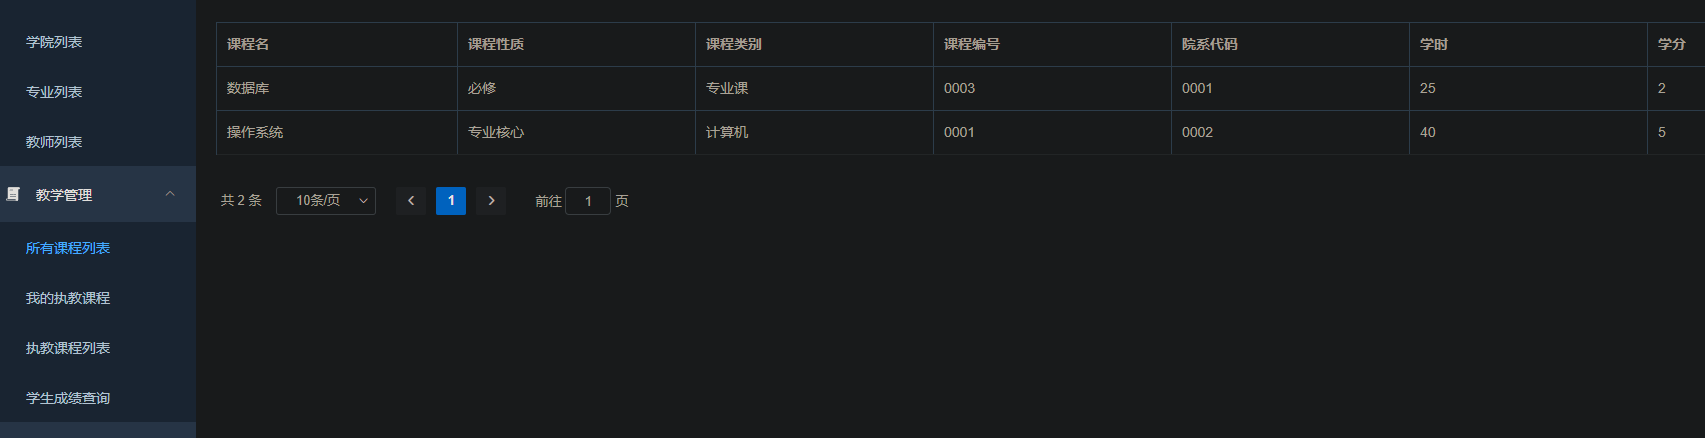 学院列表
专业列表
教师列表
教学管理
所有课程列表
我的执教课程
执教课程列表
学生成绩查询
课程名 课程性质 课程类别 课程编号 院系代码 学时 学分
数据库 必修 专业课 0003 0001 25 2
操作系统 专业核心 计算机 0001 0002 40 5
共 2 条 10条/页 1 前往 1 页